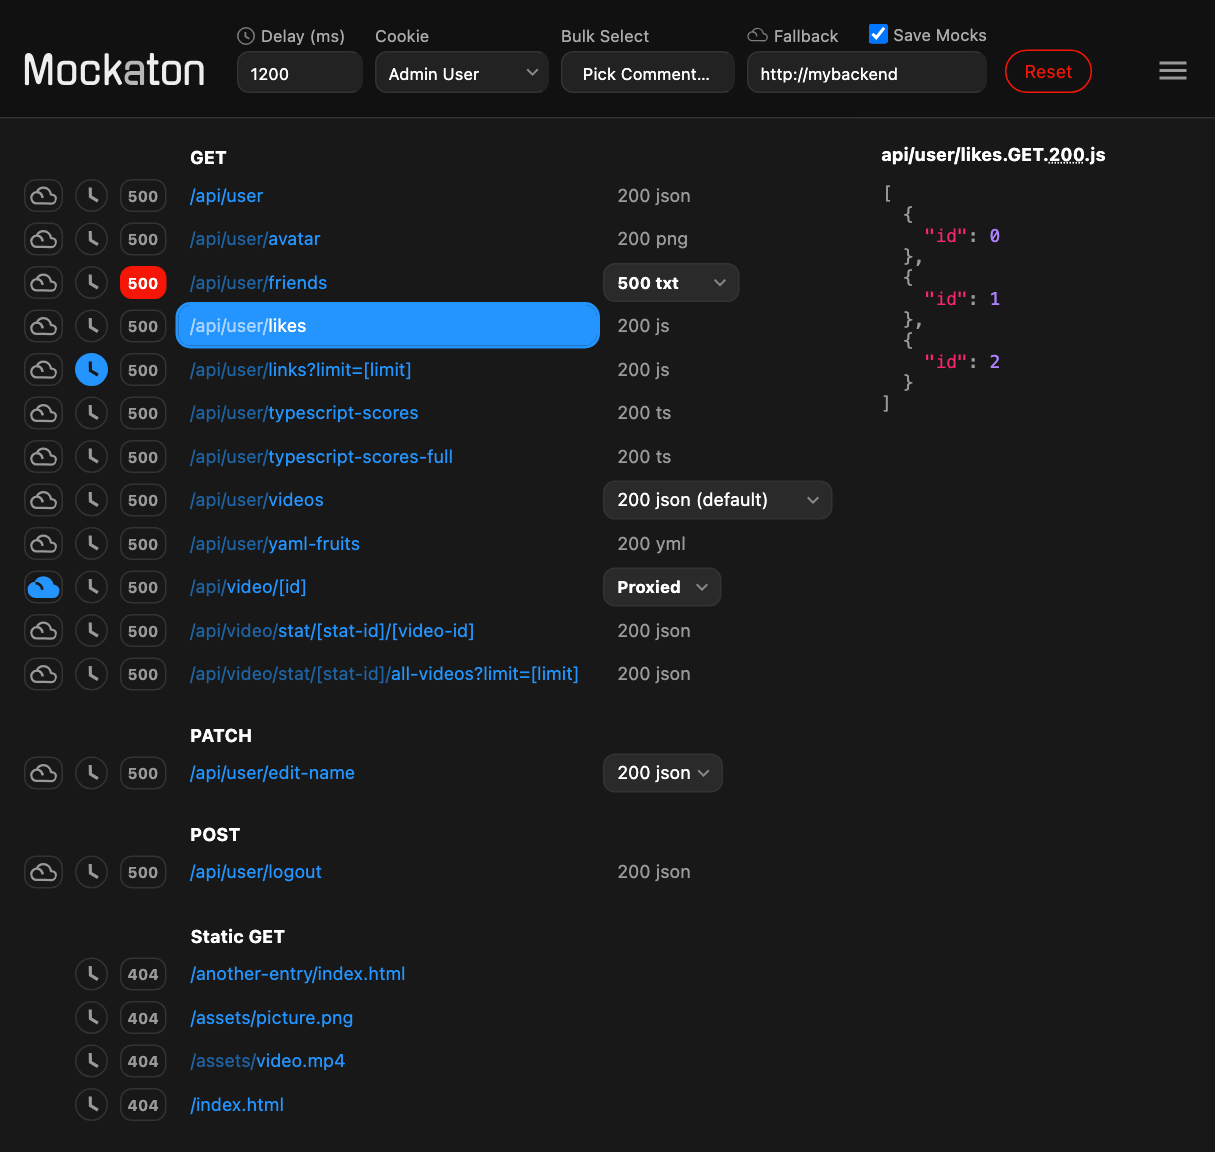 Mockaton
Delay (ms)
1200
Cookie
Admin User
Bulk Select
Pick Comment...
Fallback
Save Mocks
http://mybackend
Reset
GET
500 /api/user 200 json
500 /api/user/avatar 200 png
500 /api/user/friends 500 txt
500 /api/user/likes 200 js
500 /api/user/links?limit=[limit] 200 js
500 /api/user/typescript-scores 200 ts
500 /api/user/typescript-scores-full 200 ts
500 /api/user/videos 200 json (default)
500 /api/user/yaml-fruits 200 yml
500 /api/video/[id] Proxied
500 /api/video/stat/[stat-id]/[video-id] 200 json
500 /api/video/stat/[stat-id]/all-videos?limit=[limit] 200 json
PATCH
500 /api/user/edit-name 200 json
POST
500 /api/user/logout 200 json
Static GET
404 /another-entry/index.html
404 /assets/picture.png
404 /assets/video.mp4
404 /index.html
api/user/likes.GET.200.js
[
  {
    "id": 0
  },
  {
    "id": 1
  },
  {
    "id": 2
  }
]